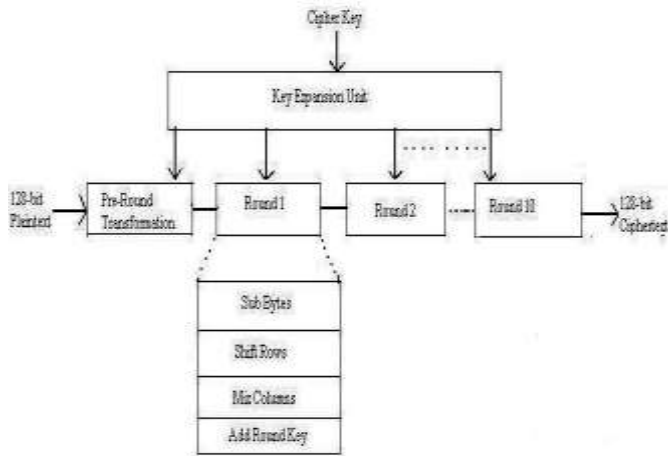 Cipher Key
Key Expansion Unit
128-bit
Plaintext
Pre-Round
Transformation
Round 1
Round 2
Round 10
128-bit
Ciphertext
Sub Bytes
Shift Rows
Mix Columns
Add Round Key